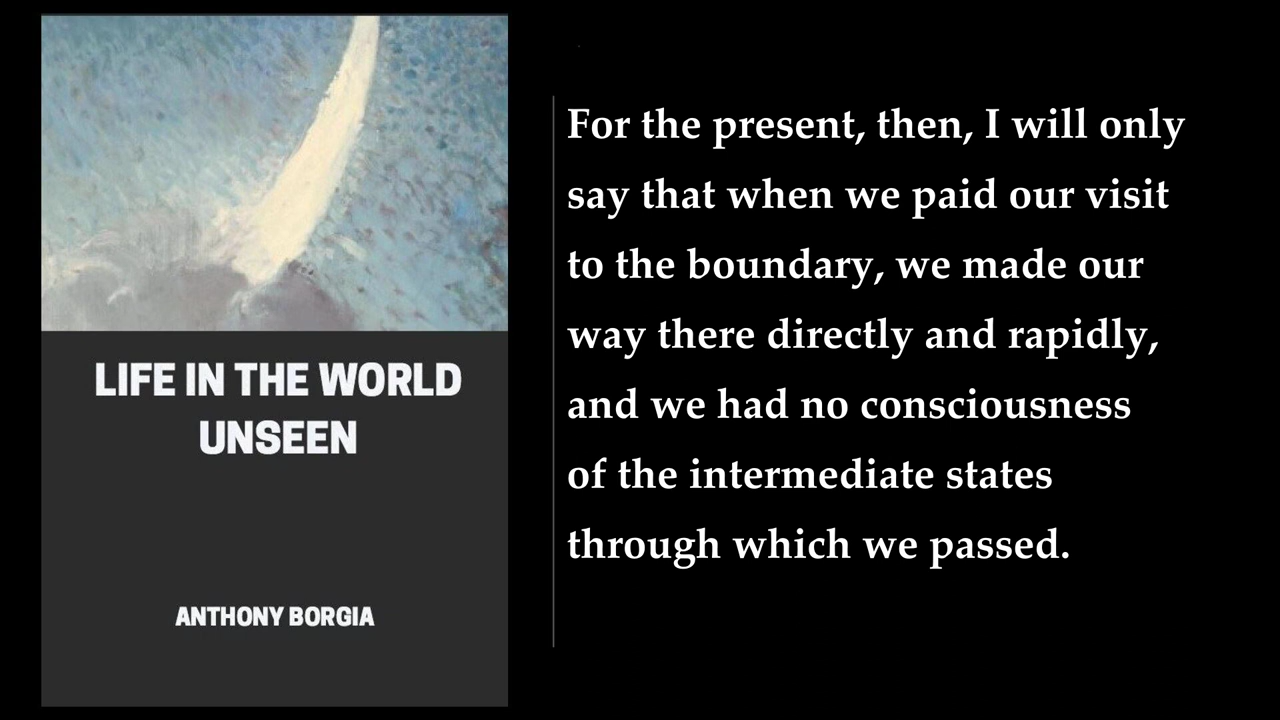 LIFE IN THE WORLD
UNSEEN
ANTHONY BORGIA
For the present, then, I will only
say that when we paid our visit
to the boundary, we made our
way there directly and rapidly,
and we had no consciousness
of the intermediate states
through which we passed.